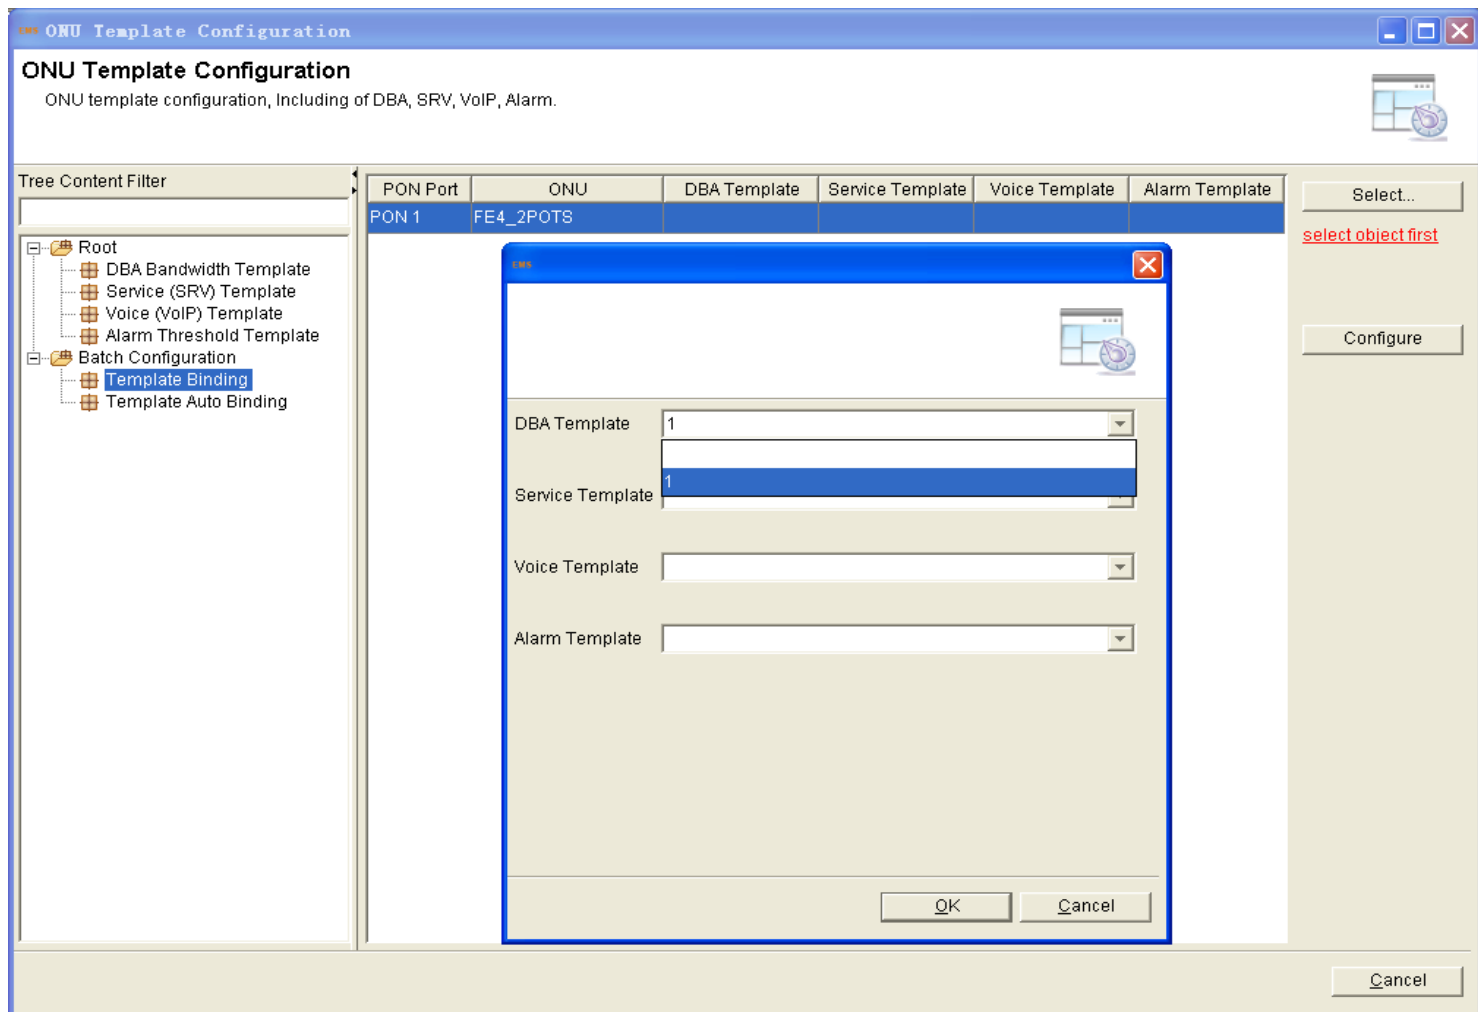 EMS ONU Template Configuration
ONU Template Configuration
ONU template configuration, Including of DBA, SRV, VoIP, Alarm.
Tree Content Filter
Root
DBA Bandwidth Template
Service (SRV) Template
Voice (VoIP) Template
Alarm Threshold Template
Batch Configuration
Template Binding
Template Auto Binding
PON Port ONU DBA Template Service Template Voice Template Alarm Template
PON 1 FE4_2POTS
Select...
select object first
Configure
EMS
DBA Template 1
1
Service Template
Voice Template
Alarm Template
OK Cancel
Cancel